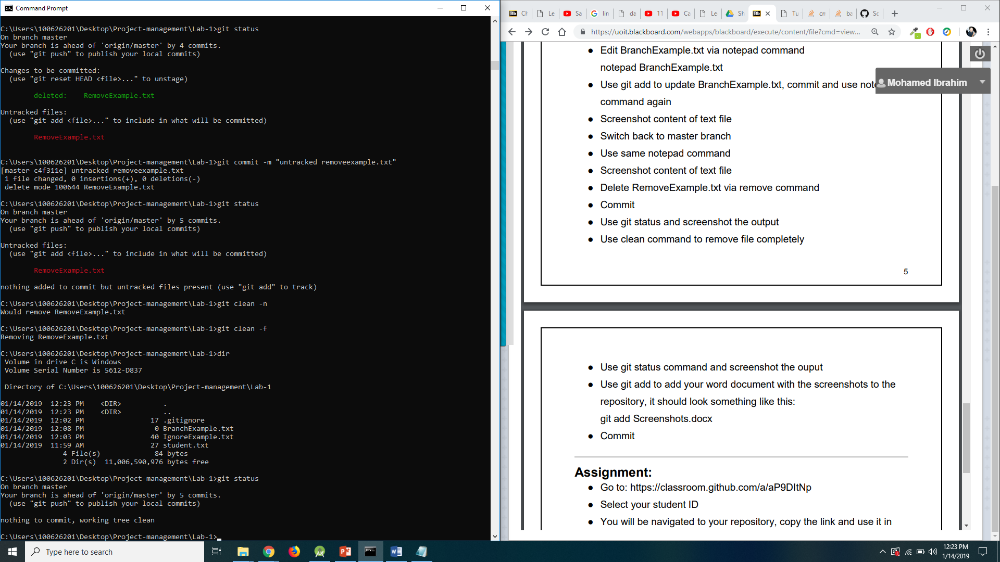 Command Prompt
C:\Users\100626201\Desktop\Project-management\Lab-1>git status
On branch master
Your branch is ahead of 'origin/master' by 4 commits.
  (use "git push" to publish your local commits)
Changes to be committed:
  (use "git reset HEAD <file>..." to unstage)
        deleted:    RemoveExample.txt
Untracked files:
  (use "git add <file>..." to include in what will be committed)
        RemoveExample.txt
C:\Users\100626201\Desktop\Project-management\Lab-1>git commit -m "untracked removeexample.txt"
[master c4f311e] untracked removeexample.txt
 1 file changed, 0 insertions(+), 0 deletions(-)
 delete mode 100644 RemoveExample.txt
C:\Users\100626201\Desktop\Project-management\Lab-1>git status
On branch master
Your branch is ahead of 'origin/master' by 5 commits.
  (use "git push" to publish your local commits)
Untracked files:
  (use "git add <file>..." to include in what will be committed)
        RemoveExample.txt
nothing added to commit but untracked files present (use "git add" to track)
C:\Users\100626201\Desktop\Project-management\Lab-1>git clean -n
Would remove RemoveExample.txt
C:\Users\100626201\Desktop\Project-management\Lab-1>git clean -f
Removing RemoveExample.txt
C:\Users\100626201\Desktop\Project-management\Lab-1>dir
 Volume in drive C is Windows
 Volume Serial Number is 5612-D837
 Directory of C:\Users\100626201\Desktop\Project-management\Lab-1
01/14/2019  12:23 PM    <DIR>          .
01/14/2019  12:23 PM    <DIR>          ..
01/14/2019  12:02 PM                17 .gitignore
01/14/2019  12:08 PM                 0 BranchExample.txt
01/14/2019  12:03 PM                40 IgnoreExample.txt
01/14/2019  11:59 AM                27 student.txt
               4 File(s)             84 bytes
               2 Dir(s)  11,006,590,976 bytes free
C:\Users\100626201\Desktop\Project-management\Lab-1>git status
On branch master
Your branch is ahead of 'origin/master' by 5 commits.
  (use "git push" to publish your local commits)
nothing to commit, working tree clean
C:\Users\100626201\Desktop\Project-management\Lab-1>
Bb Ch Le Sa lin da 11 Ca Le Sh Bb Tu cn ba Sc
https://uoit.blackboard.com/webapps/blackboard/execute/content/file?cmd=view...
Mohamed Ibrahim
● Edit BranchExample.txt via notepad command
notepad BranchExample.txt
● Use git add to update BranchExample.txt, commit and use
command again
● Screenshot content of text file
● Switch back to master branch
● Use same notepad command
● Screenshot content of text file
● Delete RemoveExample.txt via remove command
● Commit
● Use git status and screenshot the output
● Use clean command to remove file completely
5
● Use git status command and screenshot the ouput
● Use git add to add your word document with the screenshots to the
repository, it should look something like this:
git add Screenshots.docx
● Commit
Assignment:
● Go to: https://classroom.github.com/a/aP9DItNp
● Select your student ID
● You will be navigated to your repository, copy the link and use it in
Type here to search
12:23 PM
1/14/2019